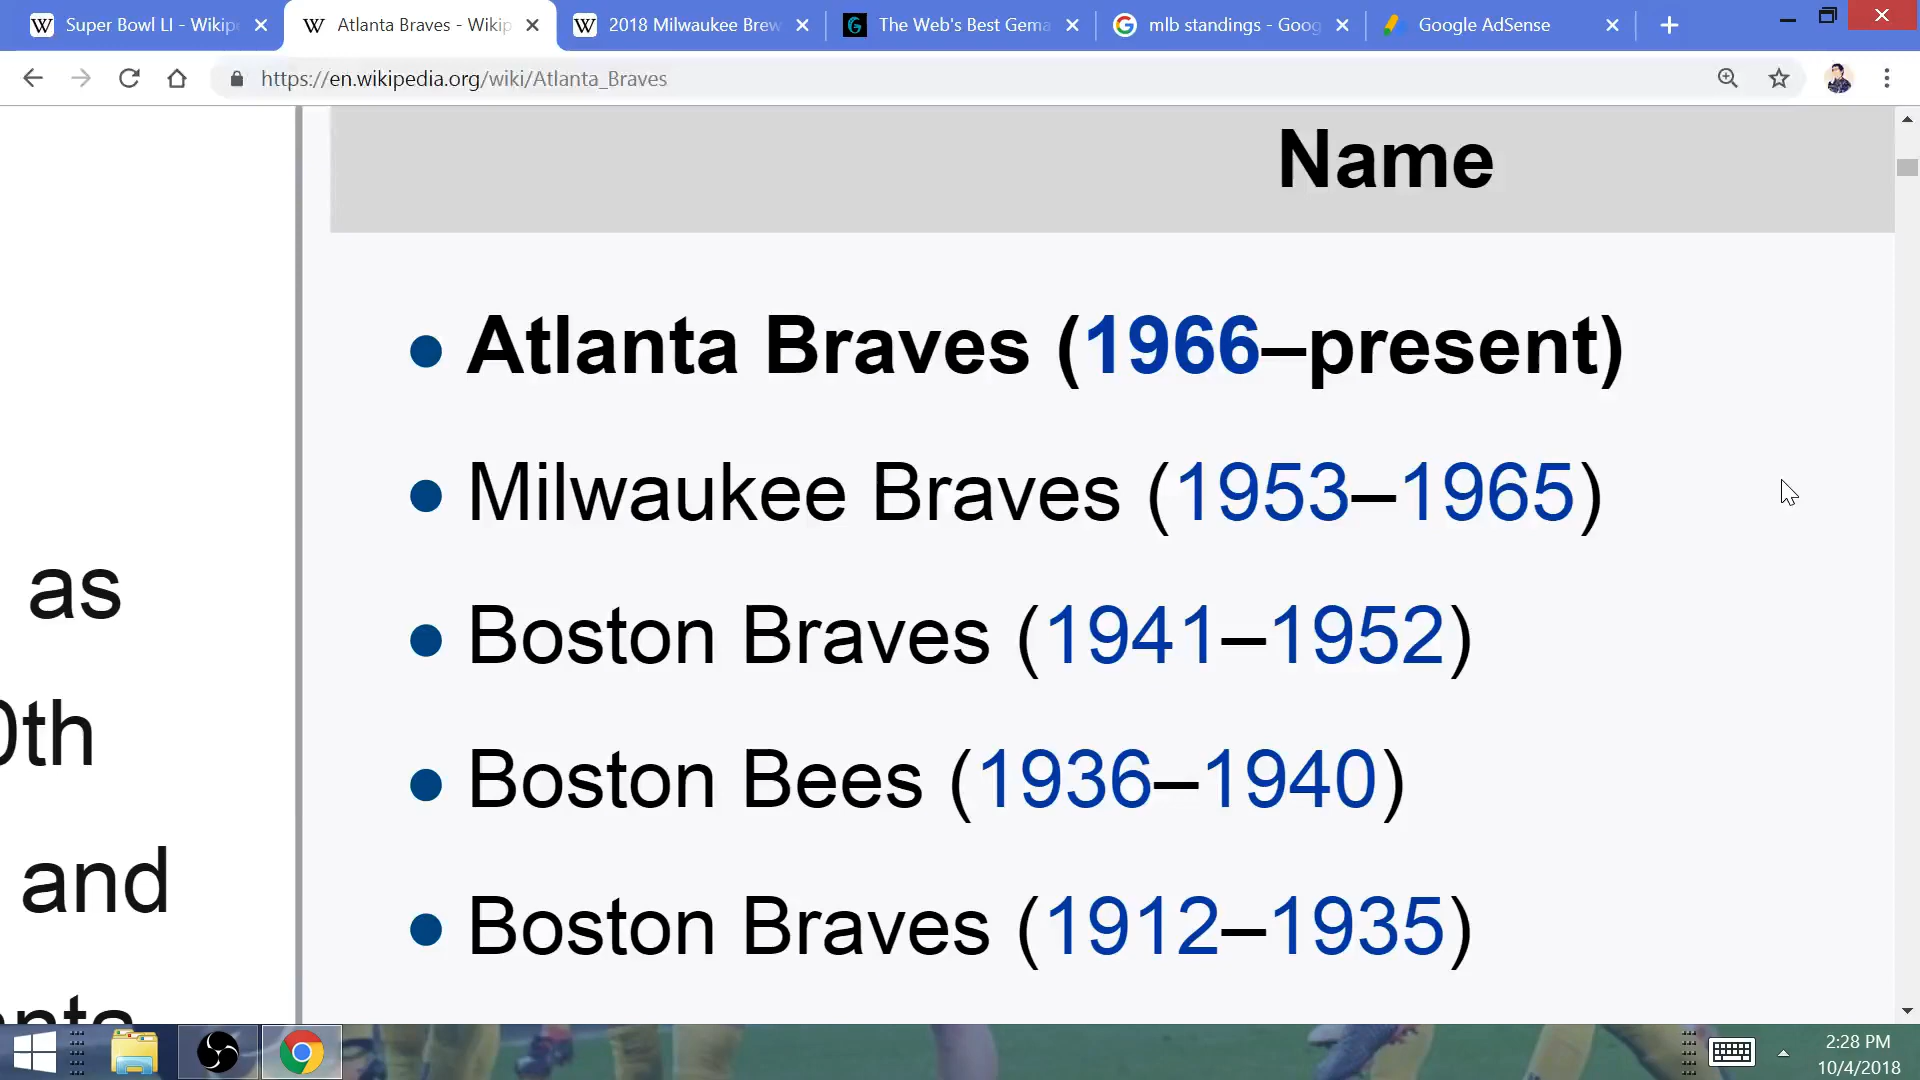 Super Bowl LI - Wikip
Atlanta Braves - Wikip
2018 Milwaukee Brew
The Web's Best Gema
mlb standings - Goog
Google AdSense
https://en.wikipedia.org/wiki/Atlanta_Braves
Name
Atlanta Braves (1966–present)
Milwaukee Braves (1953–1965)
as
Boston Braves (1941–1952)
0th
Boston Bees (1936–1940)
and
Boston Braves (1912–1935)
2:28 PM
10/4/2018